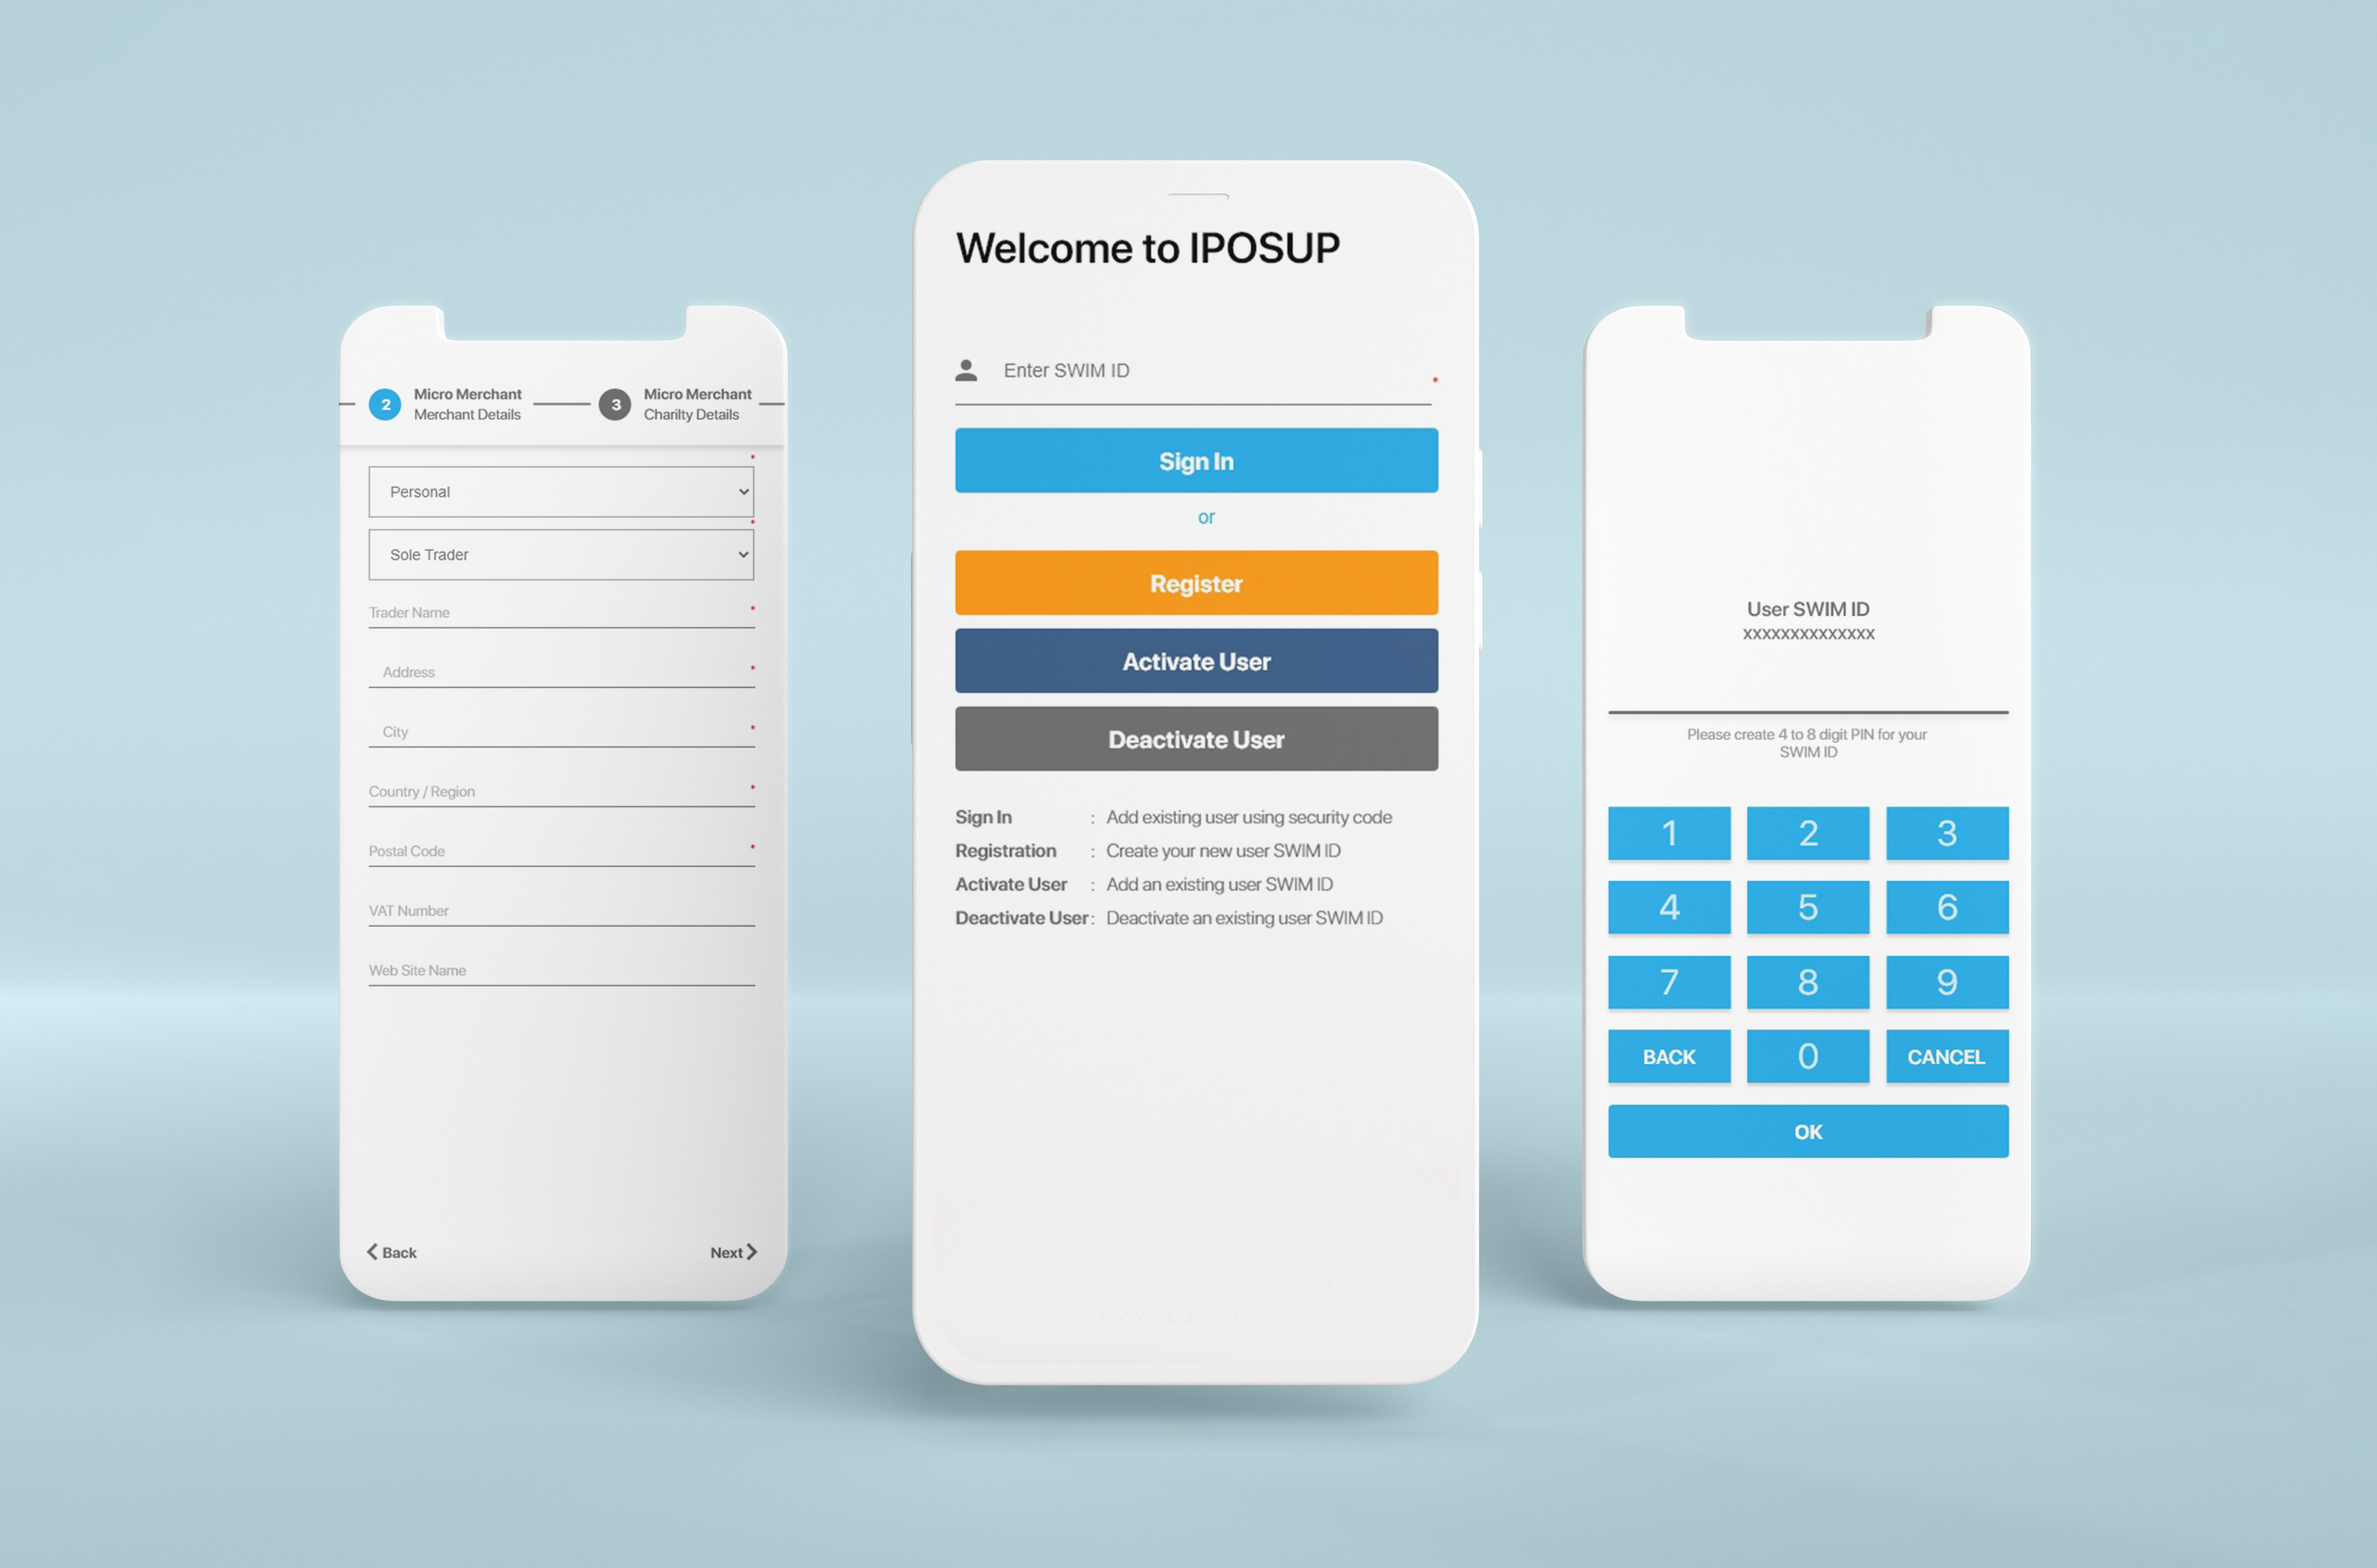 2 Micro Merchant
Merchant Details
3 Micro Merchant
Charilty Details
*
Personal
*
Sole Trader
Trader Name *
Address *
City *
Country / Region *
Postal Code *
VAT Number
Web Site Name
Back
Next
Welcome to IPOSUP
Enter SWIM ID *
Sign In
or
Register
Activate User
Deactivate User
Sign In : Add existing user using security code
Registration : Create your new user SWIM ID
Activate User : Add an existing user SWIM ID
Deactivate User : Deactivate an existing user SWIM ID
User SWIM ID
XXXXXXXXXXXXXX
Please create 4 to 8 digit PIN for your
SWIM ID
1 2 3
4 5 6
7 8 9
BACK 0 CANCEL
OK